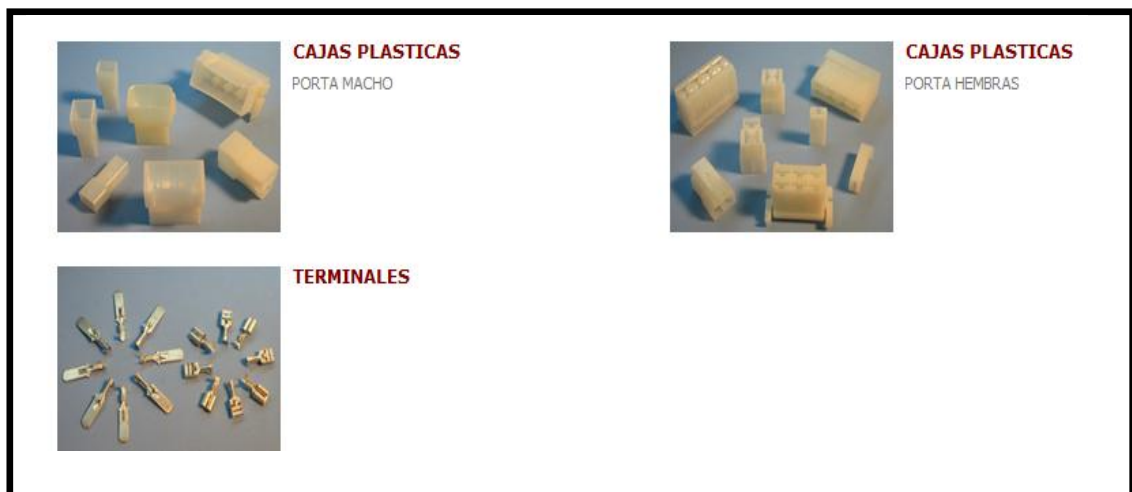 CAJAS PLASTICAS
PORTA MACHO
CAJAS PLASTICAS
PORTA HEMBRAS
TERMINALES